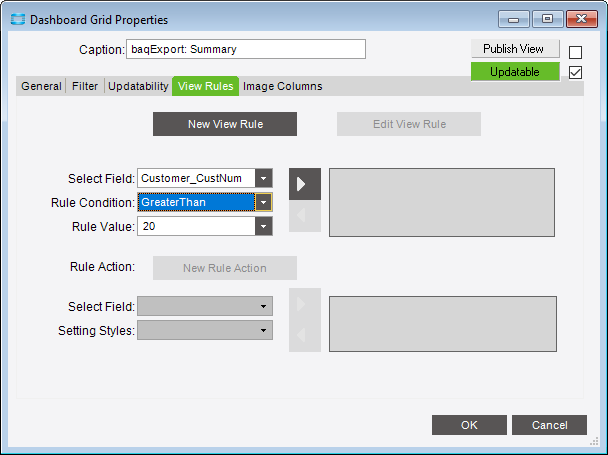 Dashboard Grid Properties
Caption: baqExport: Summary
Publish View
Updatable
General Filter Updatability View Rules Image Columns
New View Rule Edit View Rule
Select Field: Customer_CustNum
Rule Condition: GreaterThan
Rule Value: 20
Rule Action: New Rule Action
Select Field:
Setting Styles:
OK Cancel